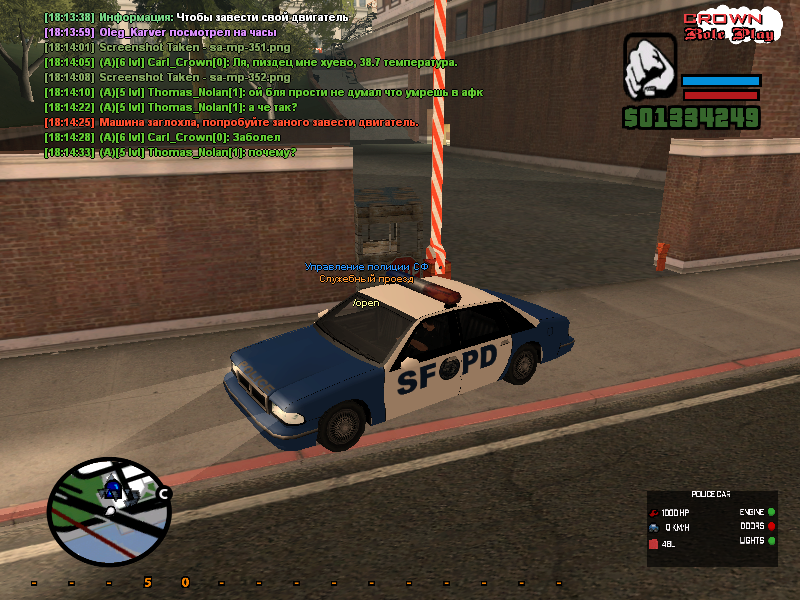 [18:13:38] Информация: Чтобы завести свой двигатель
[18:13:59] Oleg_Karver посмотрел на часы
[18:14:01] Screenshot Taken - sa-mp-351.png
[18:14:05] (A)[6 lvl] Carl_Crown[0]: Ля, пиздец мне хуево, 38.7 температура.
[18:14:08] Screenshot Taken - sa-mp-352.png
[18:14:10] (A)[5 lvl] Thomas_Nolan[1]: ой бля прости не думал что умрешь в афк
[18:14:22] (A)[5 lvl] Thomas_Nolan[1]: а че так?
[18:14:25] Машина заглохла, попробуйте заного завести двигатель.
[18:14:28] (A)[6 lvl] Carl_Crown[0]: Заболел
[18:14:33] (A)[5 lvl] Thomas_Nolan[1]: почему?
CROWN
Role Play
$01334249
Управление полиции СФ
Служебный проезд
/open
SF PD
POLICE CAR
1000 HP
ENGINE
0 KM/H
DOORS
48L
LIGHTS
C
- - - 5 0 - - - - - - - - - -